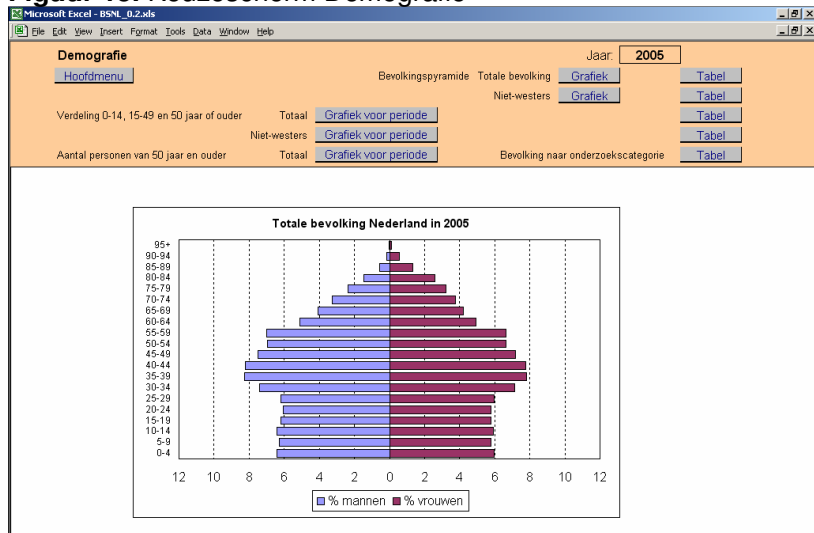 Figuur 18. Keuzescherm Demografie
Microsoft Excel - BSNL_0.2.xls
File Edit View Insert Format Tools Data Window Help
Demografie Jaar: 2005
Hoofdmenu Bevolkingspyramide Totale bevolking Grafiek Tabel
Niet-westers Grafiek Tabel
Verdeling 0-14, 15-49 en 50 jaar of ouder Totaal Grafiek voor periode Tabel
Niet-westers Grafiek voor periode Tabel
Aantal personen van 50 jaar en ouder Totaal Grafiek voor periode Bevolking naar onderzoekscategorie Tabel
Totale bevolking Nederland in 2005
95+
90-94
85-89
80-84
75-79
70-74
65-69
60-64
55-59
50-54
45-49
40-44
35-39
30-34
25-29
20-24
15-19
10-14
5-9
0-4
12 10 8 6 4 2 0 2 4 6 8 10 12
% mannen % vrouwen